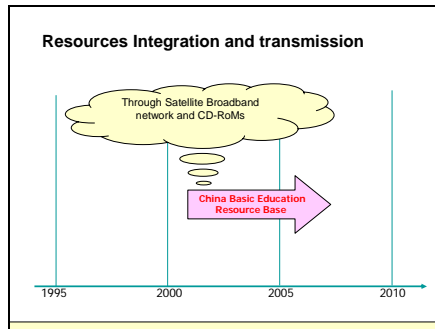 Resources Integration and transmission
Through Satellite Broadband
network and CD-RoMs
China Basic Education
Resource Base
1995 2000 2005 2010